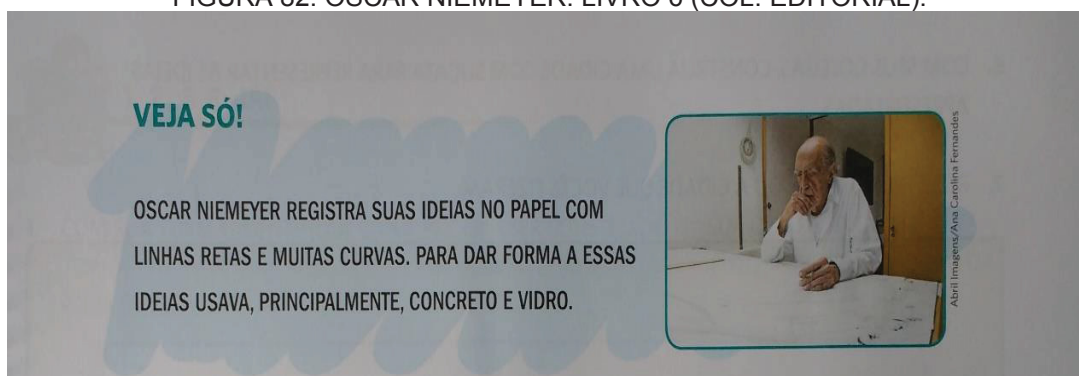 FIGURA 82: OSCAR NIEMEYER. LIVRO 6 (COL. EDITORIAL).
VEJA SÓ!
OSCAR NIEMEYER REGISTRA SUAS IDEIAS NO PAPEL COM
LINHAS RETAS E MUITAS CURVAS. PARA DAR FORMA A ESSAS
IDEIAS USAVA, PRINCIPALMENTE, CONCRETO E VIDRO.
Abril Imagens/Ana Carolina Fernandes